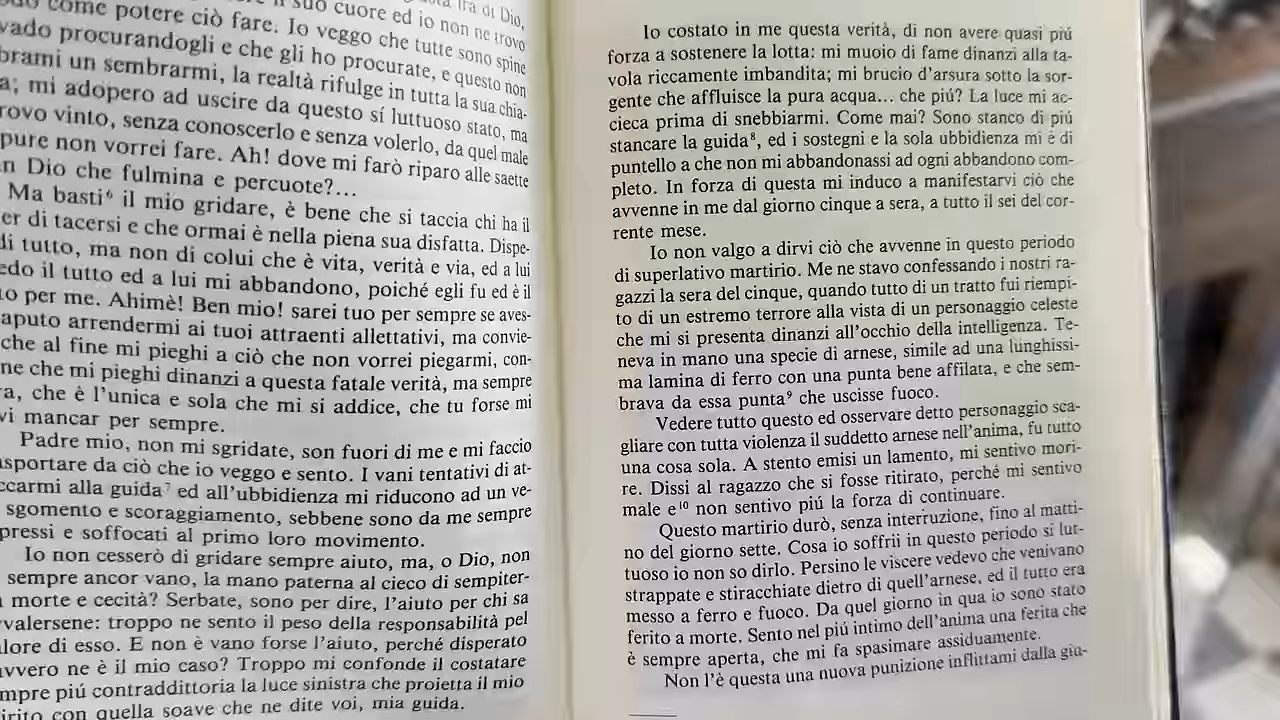 suo cuore ed io non ne trovo
come potere ciò fare. Io veggo che tutte sono spine
vado procurandogli e che gli ho procurate, e questo non
brami un sembrarmi, la realtà rifulge in tutta la sua chia-
a; mi adopero ad uscire da questo sí luttuoso stato, ma
rovo vinto, senza conoscerlo e senza volerlo, da quel male
pure non vorrei fare. Ah! dove mi farò riparo alle saette
n Dio che fulmina e percuote?...
Ma basti⁶ il mio gridare, è bene che si taccia chi ha il
er di tacersi e che ormai è nella piena sua disfatta. Dispe-
di tutto, ma non di colui che è vita, verità e via, ed a lui
edo il tutto ed a lui mi abbandono, poiché egli fu ed è il
to per me. Ahimè! Ben mio! sarei tuo per sempre se aves-
aputo arrendermi ai tuoi attraenti allettativi, ma convie-
che al fine mi pieghi a ciò che non vorrei piegarmi, con-
ne che mi pieghi dinanzi a questa fatale verità, ma sempre
ra, che è l'unica e sola che mi si addice, che tu forse mi
vi mancar per sempre.
Padre mio, non mi sgridate, son fuori di me e mi faccio
asportare da ciò che io veggo e sento. I vani tentativi di at-
ccarmi alla guida⁷ ed all'ubbidienza mi riducono ad un ve-
sgomento e scoraggiamento, sebbene sono da me sempre
pressi e soffocati al primo loro movimento.
Io non cesserò di gridare sempre aiuto, ma, o Dio, non
sempre ancor vano, la mano paterna al cieco di sempiter-
morte e cecità? Serbate, sono per dire, l'aiuto per chi sa
valersene: troppo ne sento il peso della responsabilità pel
lore di esso. E non è vano forse l'aiuto, perché disperato
vvero ne è il mio caso? Troppo mi confonde il costatare
mpre piú contraddittoria la luce sinistra che proietta il mio
irito con quella soave che ne dite voi, mia guida.
Io costato in me questa verità, di non avere quasi piú
forza a sostenere la lotta: mi muoio di fame dinanzi alla ta-
vola riccamente imbandita; mi brucio d'arsura sotto la sor-
gente che affluisce la pura acqua... che piú? La luce mi ac-
cieca prima di snebbiarmi. Come mai? Sono stanco di piú
stancare la guida⁸, ed i sostegni e la sola ubbidienza mi è di
puntello a che non mi abbandonassi ad ogni abbandono com-
pleto. In forza di questa mi induco a manifestarvi ciò che
avvenne in me dal giorno cinque a sera, a tutto il sei del cor-
rente mese.
Io non valgo a dirvi ciò che avvenne in questo periodo
di superlativo martirio. Me ne stavo confessando i nostri ra-
gazzi la sera del cinque, quando tutto di un tratto fui riempi-
to di un estremo terrore alla vista di un personaggio celeste
che mi si presenta dinanzi all'occhio della intelligenza. Te-
neva in mano una specie di arnese, simile ad una lunghissi-
ma lamina di ferro con una punta bene affilata, e che sem-
brava da essa punta⁹ che uscisse fuoco.
Vedere tutto questo ed osservare detto personaggio sca-
gliare con tutta violenza il suddetto arnese nell'anima, fu tutto
una cosa sola. A stento emisi un lamento, mi sentivo mori-
re. Dissi al ragazzo che si fosse ritirato, perché mi sentivo
male e¹⁰ non sentivo piú la forza di continuare.
Questo martirio durò, senza interruzione, fino al matti-
no del giorno sette. Cosa io soffrii in questo periodo sí lut-
tuoso io non so dirlo. Persino le viscere vedevo che venivano
strappate e stiracchiate dietro di quell'arnese, ed il tutto era
messo a ferro e fuoco. Da quel giorno in qua io sono stato
ferito a morte. Sento nel piú intimo dell'anima una ferita che
è sempre aperta, che mi fa spasimare assiduamente.
Non l'è questa una nuova punizione inflittami dalla giu-